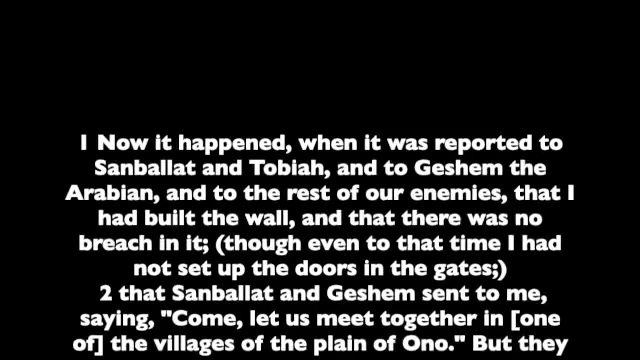 1 Now it happened, when it was reported to
Sanballat and Tobiah, and to Geshem the
Arabian, and to the rest of our enemies, that I
had built the wall, and that there was no
breach in it; (though even to that time I had
not set up the doors in the gates;)
2 that Sanballat and Geshem sent to me,
saying, "Come, let us meet together in [one
of] the villages of the plain of Ono." But they